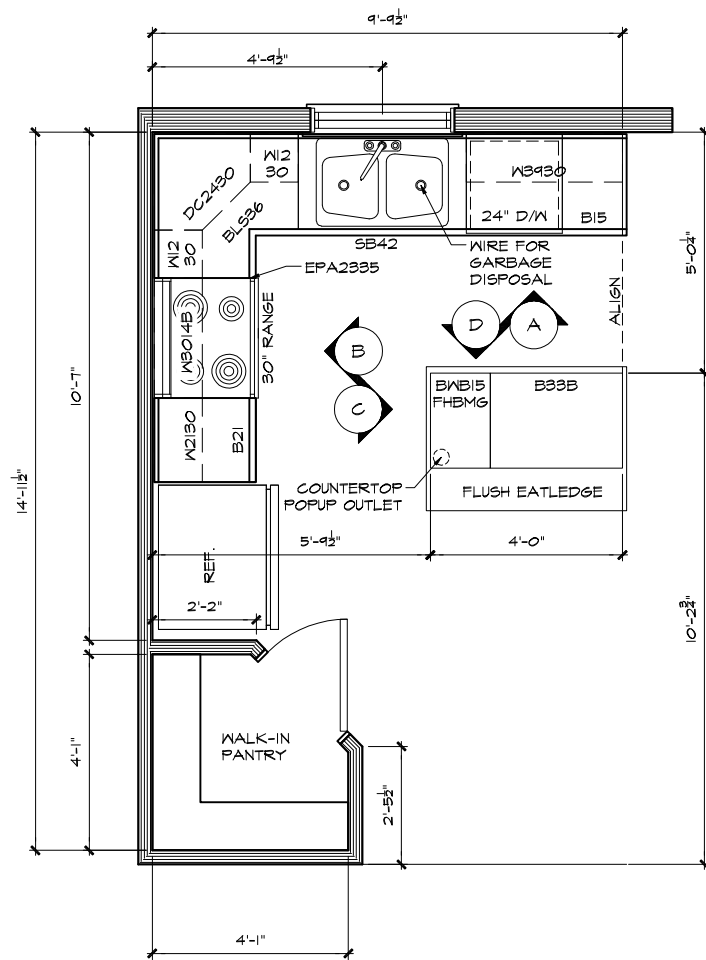 9'-9½"
4'-9½"
W12
30
DC2430
BLS36
W12
30
W3930
24" D/W
B15
SB42
WIRE FOR
GARBAGE
DISPOSAL
EPA2335
5'-0¼"
ALIGN
W3014B
30" RANGE
D
A
B
C
10'-7"
14'-11½"
BWB15
FHBMG
B33B
W2130
B21
COUNTERTOP
POPUP OUTLET
FLUSH EATLEDGE
5'-9½"
4'-0"
REF.
2'-2"
10'-2¾"
WALK-IN
PANTRY
4'-1"
2'-5½"
4'-1"